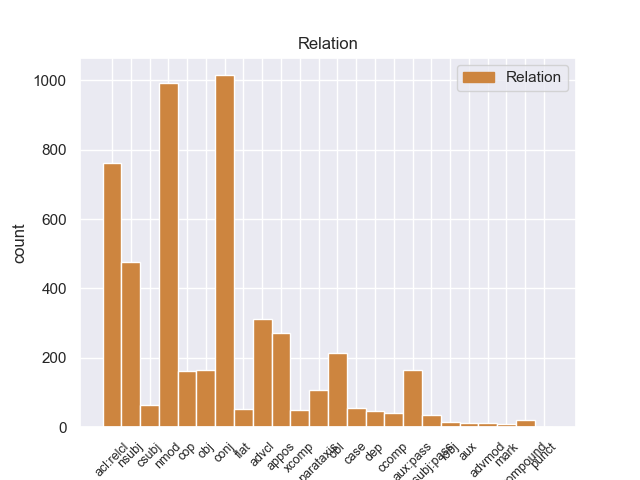 Relation
Relation
count
1000
800
600
400
200
0
acl:relcl
nsubj
csubj
nmod
cop
obj
conj
flat
advcl
appos
xcomp
parataxis
obl
case
dep
ccomp
aux:pass
aux
advmod
mark
punct